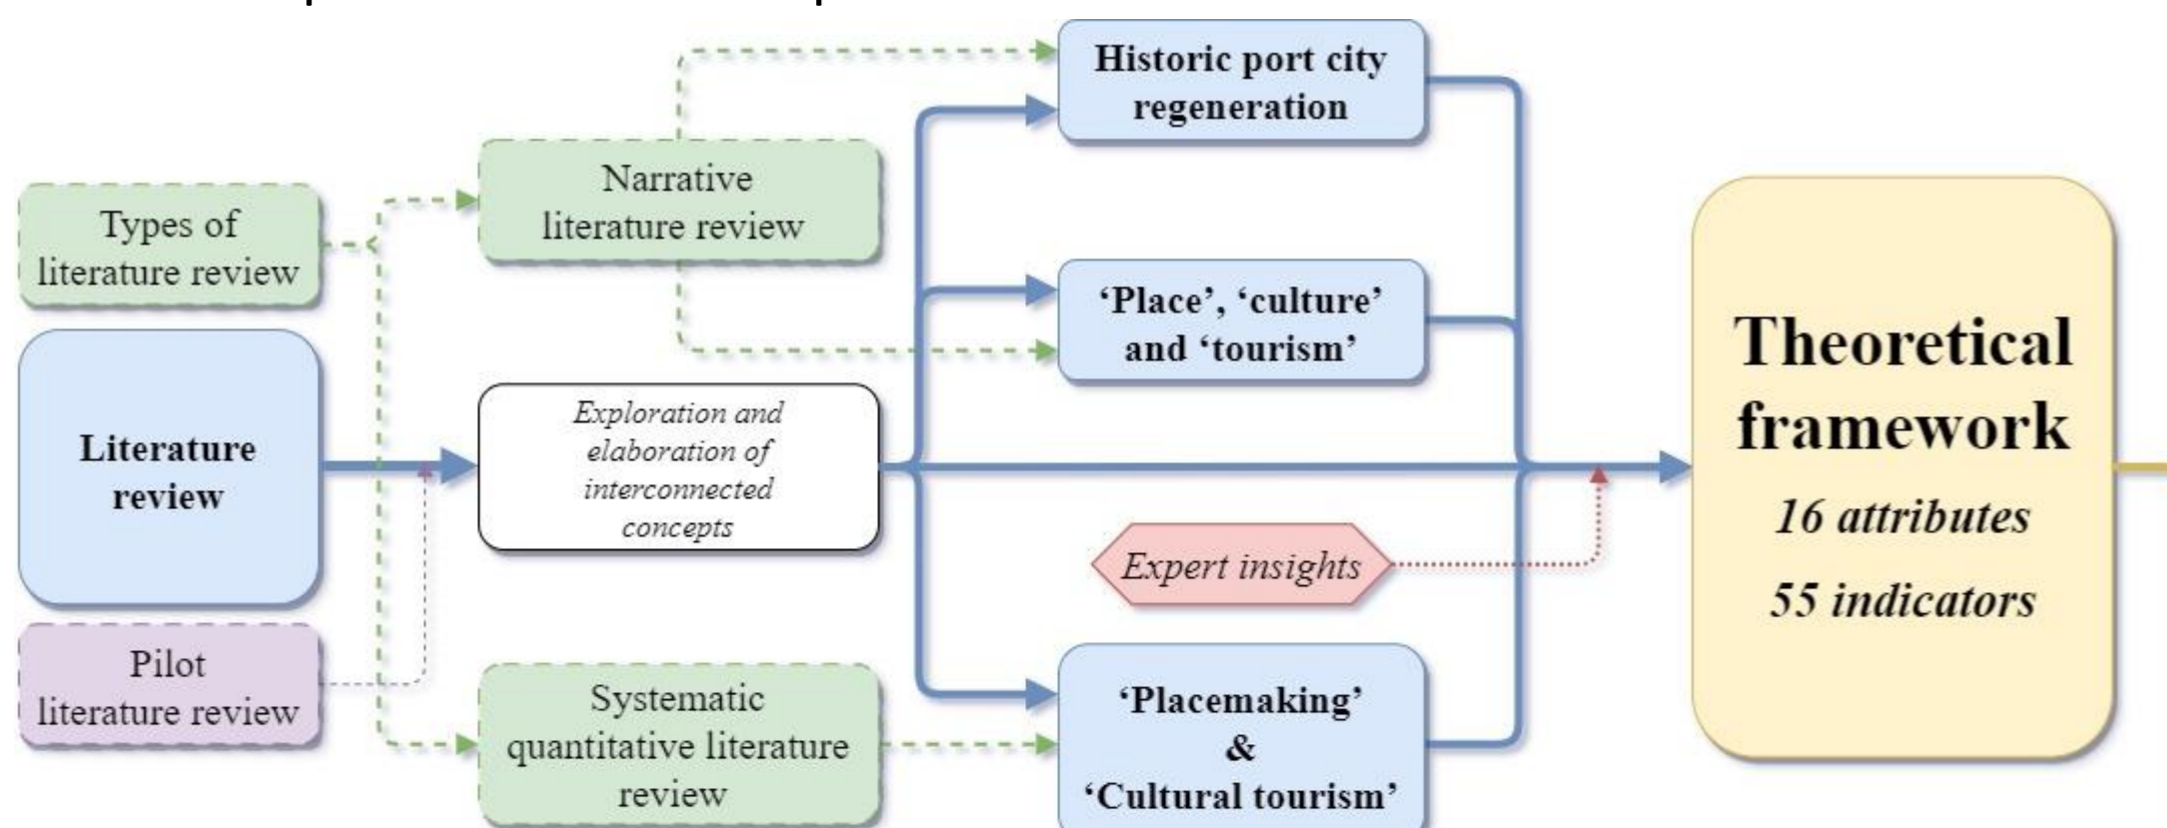 Types of
literature review
Literature
review
Pilot
literature review
Narrative
literature review
Exploration and
elaboration of
interconnected
concepts
Systematic
quantitative literature
review
Historic port city
regeneration
‘Place’, ‘culture’
and ‘tourism’
Expert insights
‘Placemaking’
&
‘Cultural tourism’
Theoretical
framework
16 attributes
55 indicators